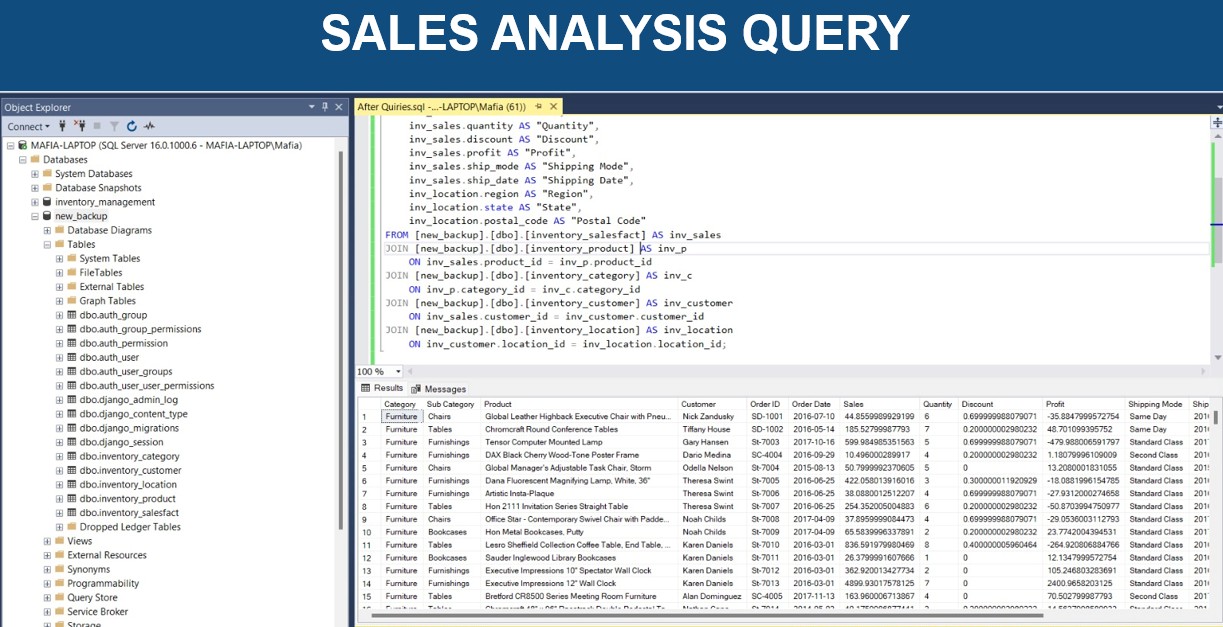 SALES ANALYSIS QUERY
Object Explorer
Connect
MAFIA-LAPTOP (SQL Server 16.0.1000.6 - MAFIA-LAPTOP\Mafia)
Databases
System Databases
Database Snapshots
inventory_management
new_backup
Database Diagrams
Tables
System Tables
FileTables
External Tables
Graph Tables
dbo.auth_group
dbo.auth_group_permissions
dbo.auth_permission
dbo.auth_user
dbo.auth_user_groups
dbo.auth_user_user_permissions
dbo.django_admin_log
dbo.django_content_type
dbo.django_migrations
dbo.django_session
dbo.inventory_category
dbo.inventory_customer
dbo.inventory_location
dbo.inventory_product
dbo.inventory_salesfact
Dropped Ledger Tables
Views
External Resources
Synonyms
Programmability
Query Store
Service Broker
Storage
After Quiries.sql -...-LAPTOP\Mafia (61))
inv_sales.quantity AS "Quantity",
inv_sales.discount AS "Discount",
inv_sales.profit AS "Profit",
inv_sales.ship_mode AS "Shipping Mode",
inv_sales.ship_date AS "Shipping Date",
inv_location.region AS "Region",
inv_location.state AS "State",
inv_location.postal_code AS "Postal Code"
FROM [new_backup].[dbo].[inventory_salesfact] AS inv_sales
JOIN [new_backup].[dbo].[inventory_product] AS inv_p
ON inv_sales.product_id = inv_p.product_id
JOIN [new_backup].[dbo].[inventory_category] AS inv_c
ON inv_p.category_id = inv_c.category_id
JOIN [new_backup].[dbo].[inventory_customer] AS inv_customer
ON inv_sales.customer_id = inv_customer.customer_id
JOIN [new_backup].[dbo].[inventory_location] AS inv_location
ON inv_customer.location_id = inv_location.location_id;
100 %
Results Messages
Category Sub Category Product Customer Order ID Order Date Sales Quantity Discount Profit Shipping Mode Ship
1 Furniture Chairs Global Leather Highback Executive Chair with Pneu... Nick Zandusky SD-1001 2016-07-10 44.8559989929199 6 0.699999988079071 -35.8847999572754 Same Day 201
2 Furniture Tables Chromcraft Round Conference Tables Tiffany House SD-1002 2016-05-14 185.52799987793 7 0.200000002980232 48.701099395752 Same Day 201
3 Furniture Furnishings Tensor Computer Mounted Lamp Gary Hansen St-7003 2017-10-16 599.984985351563 5 0.699999988079071 -479.988006591797 Standard Class 201
4 Furniture Furnishings DAX Black Cherry Wood-Tone Poster Frame Dario Medina SC-4004 2016-09-29 10.496000289917 4 0.200000002980232 1.18079996109009 Second Class 201
5 Furniture Chairs Global Manager's Adjustable Task Chair, Storm Odella Nelson St-7004 2015-08-13 50.7999992370605 5 0 13.2080001831055 Standard Class 201
6 Furniture Furnishings Dana Fluorescent Magnifying Lamp, White, 36" Theresa Swint St-7005 2016-06-25 422.058013916016 3 0.300000011920929 -18.0881996154785 Standard Class 201
7 Furniture Furnishings Artistic Insta-Plaque Theresa Swint St-7006 2016-06-25 38.0880012512207 4 0.699999988079071 -27.9312000274658 Standard Class 201
8 Furniture Tables Hon 2111 Invitation Series Straight Table Theresa Swint St-7007 2016-06-25 254.352005004883 6 0.200000002980232 -50.8703994750977 Standard Class 201
9 Furniture Chairs Office Star - Contemporary Swivel Chair with Padde... Noah Childs St-7008 2017-04-09 37.8959999084473 4 0.699999988079071 -29.0536003112793 Standard Class 201
10 Furniture Bookcases Hon Metal Bookcases, Putty Noah Childs St-7009 2017-04-09 65.5839996337891 2 0.200000002980232 23.7742004394531 Standard Class 201
11 Furniture Tables Lesro Sheffield Collection Coffee Table, End Table, ... Karen Daniels St-7010 2016-03-01 836.591979980469 8 0.400000005960464 -264.920806884766 Standard Class 201
12 Furniture Bookcases Sauder Inglewood Library Bookcases Karen Daniels St-7011 2016-03-01 26.3799991607666 1 0 12.1347999572754 Standard Class 201
13 Furniture Furnishings Executive Impressions 10" Spectator Wall Clock Karen Daniels St-7012 2016-03-01 362.920013427734 2 0 105.246803283691 Standard Class 201
14 Furniture Furnishings Executive Impressions 12" Wall Clock Karen Daniels St-7013 2016-03-01 4899.93017578125 7 0 2400.9658203125 Standard Class 201
15 Furniture Tables Bretford CR8500 Series Meeting Room Furniture Alan Dominguez SC-4005 2017-11-13 163.960006713867 4 0 70.502799987793 Second Class 201